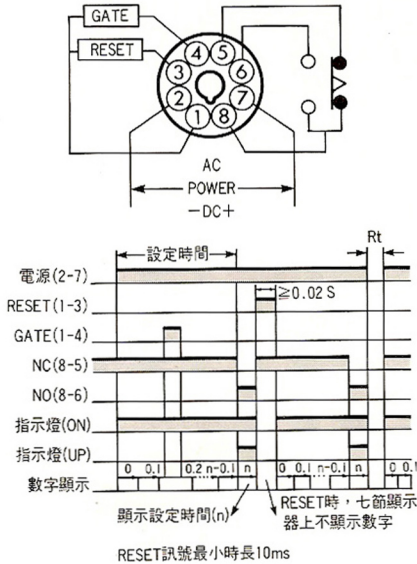 GATE
RESET
4 5
3 6
2 7
1 8
AC
POWER
－DC＋
Rt
設定時間
電源(2-7)
≧0.02 S
RESET(1-3)
GATE(1-4)
NC(8-5)
NO(8-6)
指示燈(ON)
指示燈(UP)
0 0.1 0.2 n-0.1 n 0 0.1 n-0.1 n 0 0.1
數字顯示
顯示設定時間(n)
RESET時，七節顯示
器上不顯示數字
RESET訊號最小時長10ms